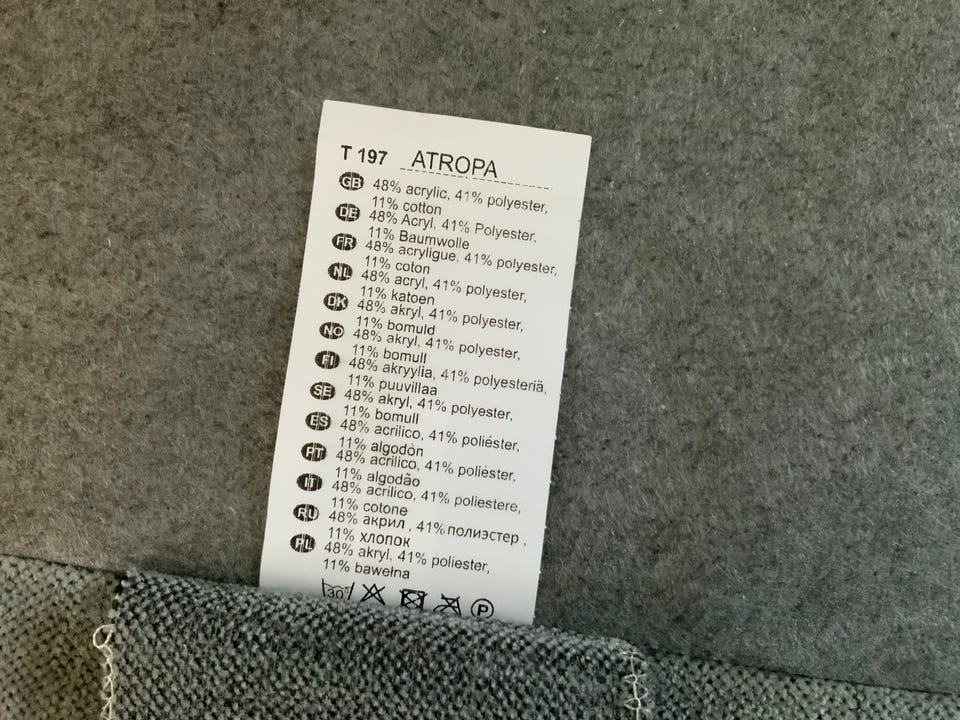 T 197 ATROPA
GB 48% acrylic, 41% polyester,
11% cotton
DE 48% Acryl, 41% Polyester,
11% Baumwolle
FR 48% acryligue, 41% polyester,
11% coton
NL 48% acryl, 41% polyester,
11% katoen
DK 48% akryl, 41% polyester,
11% bomuld
NO 48% akryl, 41% polyester,
11% bomull
FI 48% akryylia, 41% polyesteriä,
11% puuvillaa
SE 48% akryl, 41% polyester,
11% bomull
ES 48% acrilico, 41% poliéster,
11% algodòn
PT 48% acrilico, 41% poliéster,
11% algodão
IT 48% acrilico, 41% poliestere,
11% cotone
RU 48% акрил , 41% полиэстер ,
11% хлопок
PL 48% akryl, 41% poliester,
11% bawełna
30° P